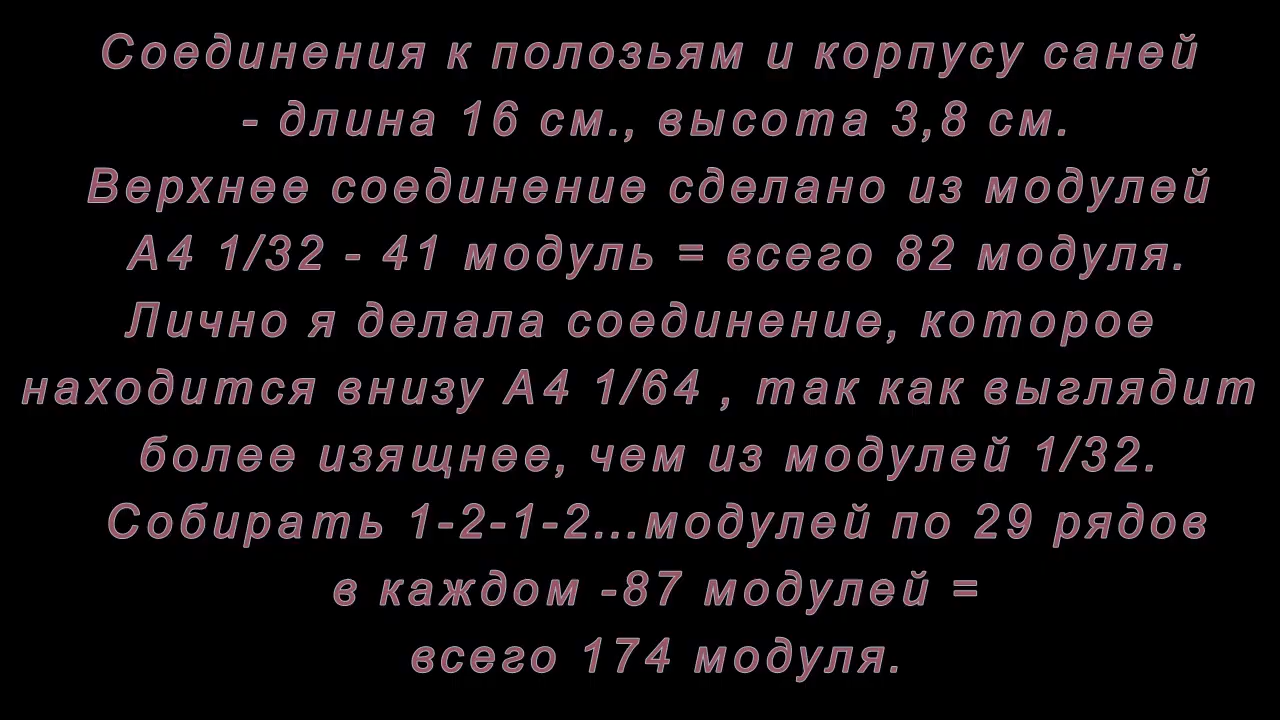 Соединения к полозьям и корпусу саней
- длина 16 см., высота 3,8 см.
Верхнее соединение сделано из модулей
А4 1/32 - 41 модуль = всего 82 модуля.
Лично я делала соединение, которое
находится внизу А4 1/64 , так как выглядит
более изящнее, чем из модулей 1/32.
Собирать 1-2-1-2...модулей по 29 рядов
в каждом -87 модулей =
всего 174 модуля.